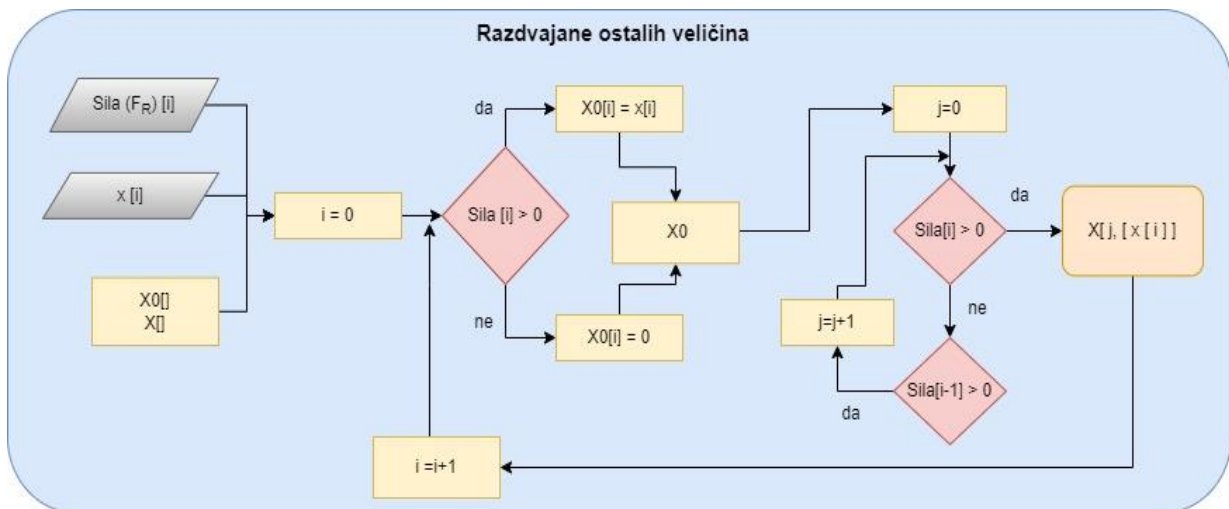 Razdvajane ostalih veličina
Sila (FR) [i]
x [i]
X0[]
X[]
i = 0
Sila [i] > 0
da
ne
X0[i] = x[i]
X0[i] = 0
X0
j=0
Sila[i] > 0
da
X[ j, [ x [ i ] ]
ne
j=j+1
Sila[i-1] > 0
da
i =i+1